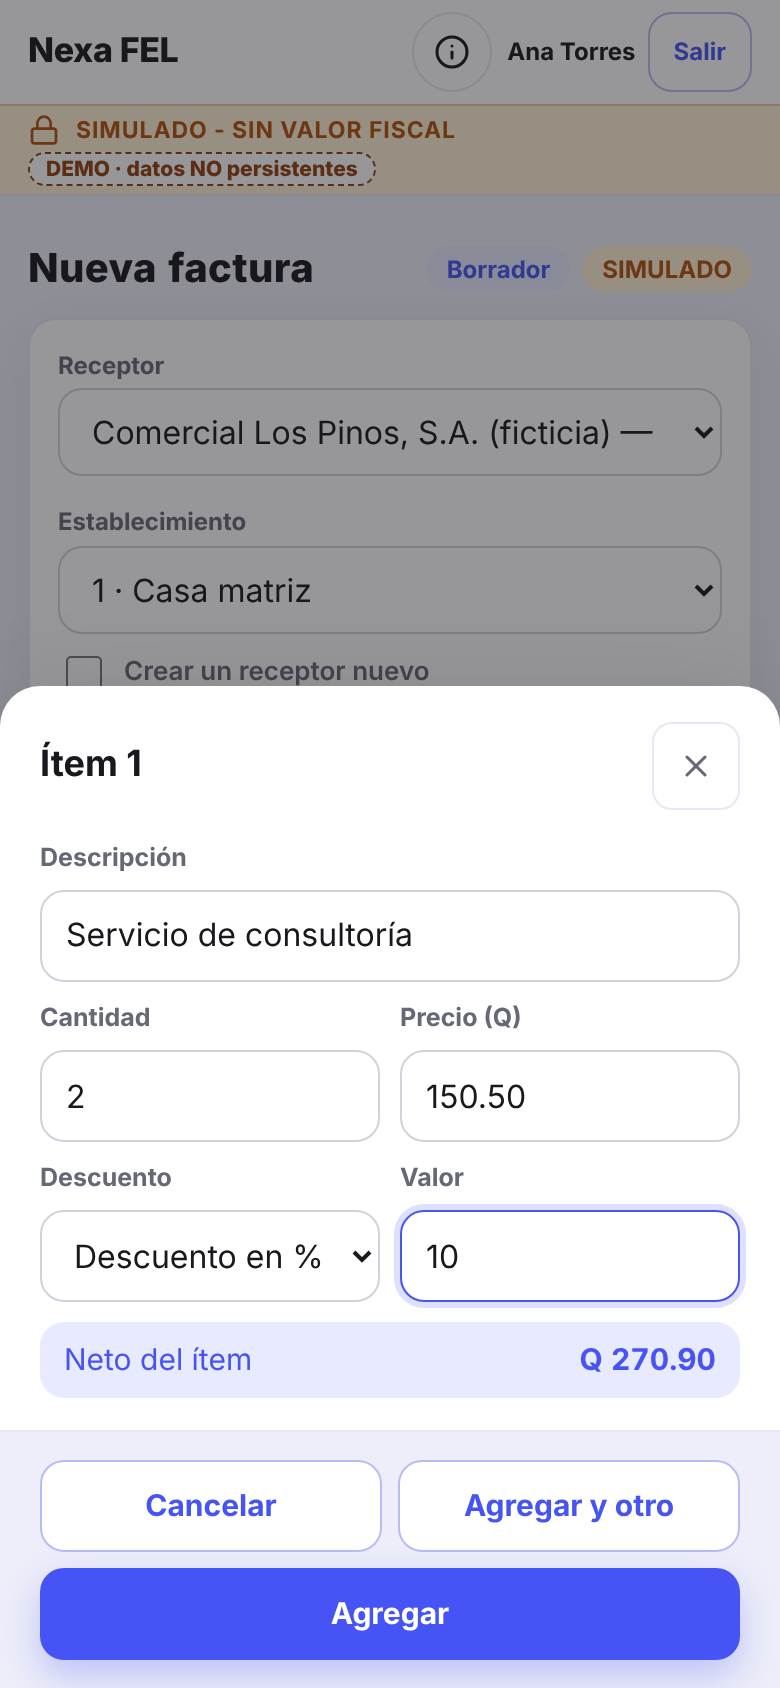 Nexa FEL
Ana Torres
Salir
SIMULADO - SIN VALOR FISCAL
DEMO · datos NO persistentes
Nueva factura
Borrador
SIMULADO
Receptor
Comercial Los Pinos, S.A. (ficticia) —
Establecimiento
1 · Casa matriz
Crear un receptor nuevo
Ítem 1
Descripción
Servicio de consultoría
Cantidad
Precio (Q)
2
150.50
Descuento
Valor
Descuento en %
10
Neto del ítem
Q 270.90
Cancelar
Agregar y otro
Agregar